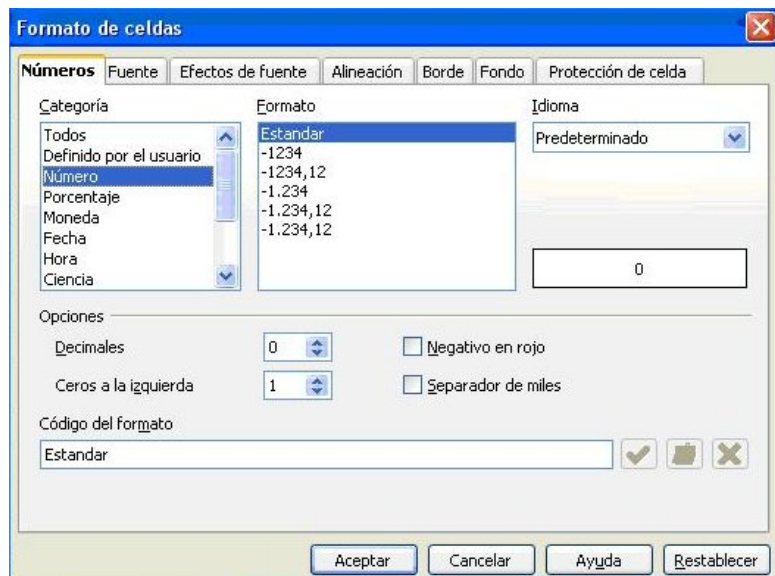 Formato de celdas
Números Fuente Efectos de fuente Alineación Borde Fondo Protección de celda
Categoría
Todos
Definido por el usuario
Número
Porcentaje
Moneda
Fecha
Hora
Ciencia
Formato
Estandar
-1234
-1234,12
-1.234
-1.234,12
-1.234,12
Idioma
Predeterminado
0
Opciones
Decimales 0 Negativo en rojo
Ceros a la izquierda 1 Separador de miles
Código del formato
Estandar
Aceptar Cancelar Ayuda Restablecer